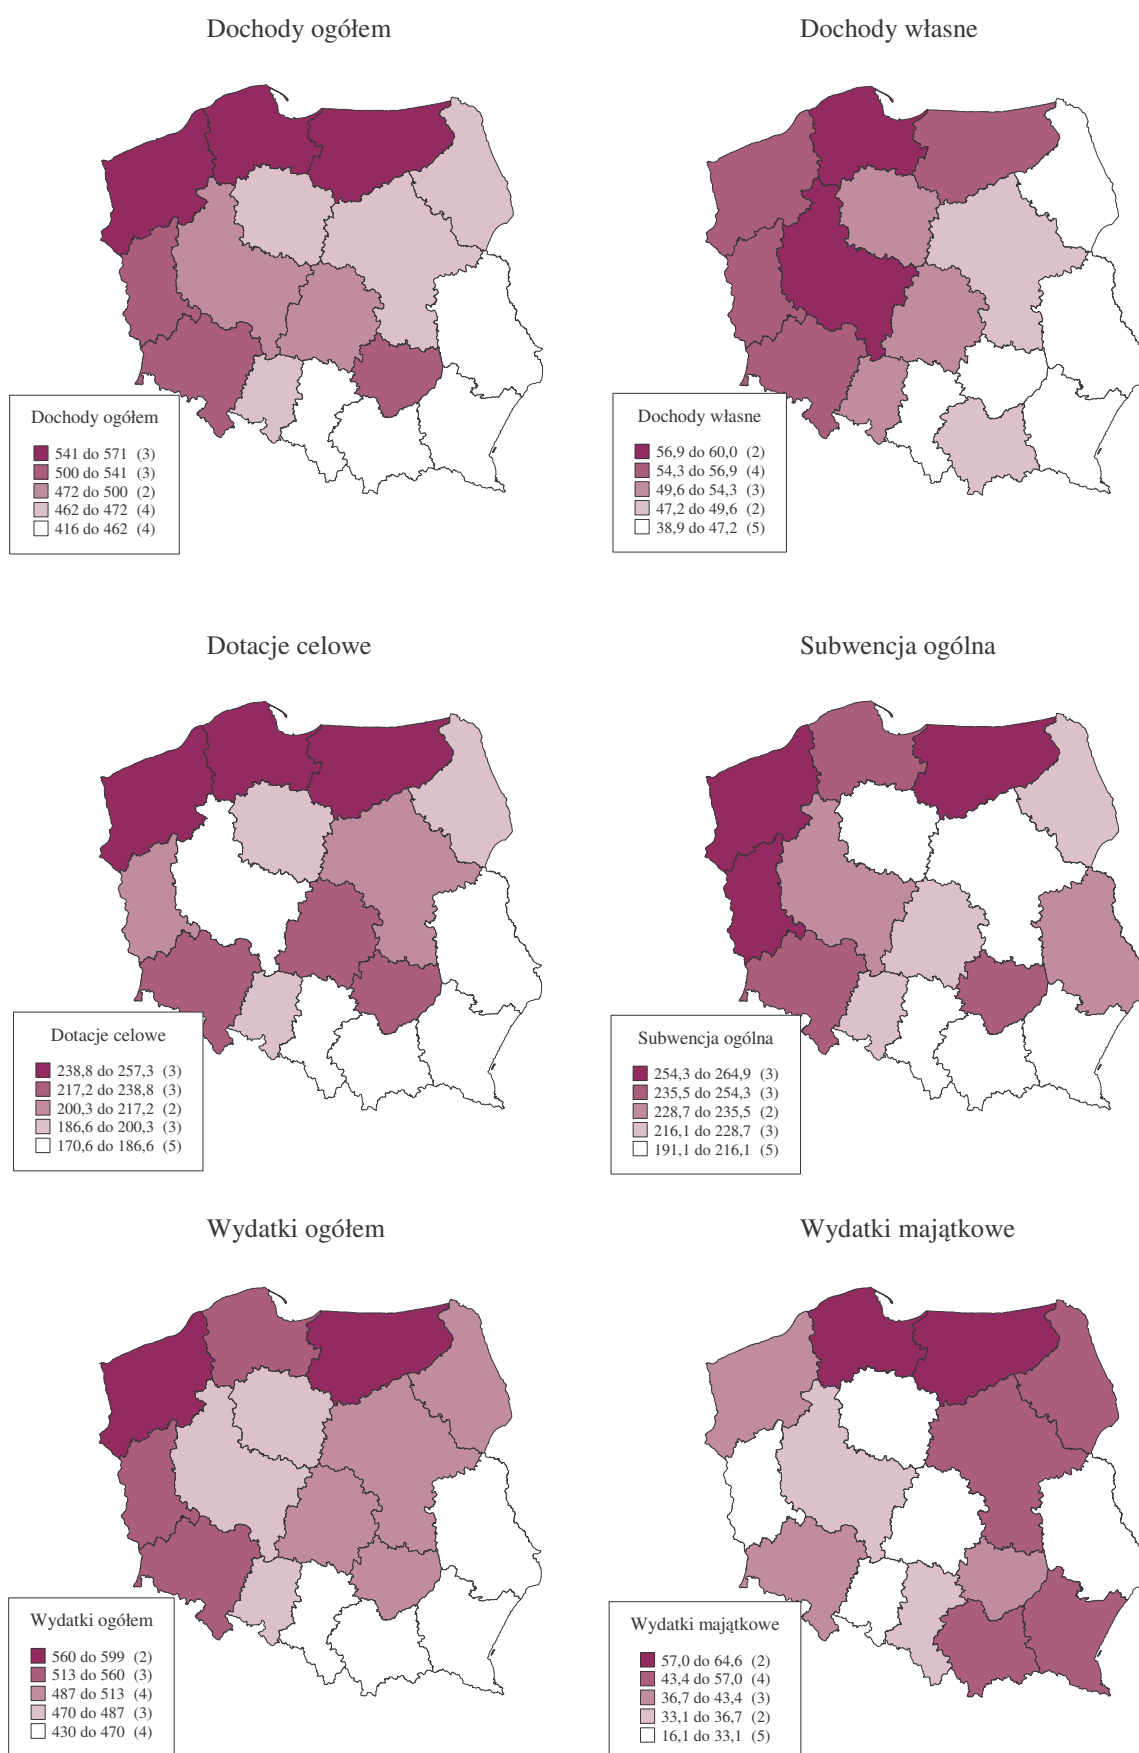 Dochody ogółem
Dochody własne
Dochody ogółem
541 do 571 (3)
500 do 541 (3)
472 do 500 (2)
462 do 472 (4)
416 do 462 (4)
Dochody własne
56,9 do 60,0 (2)
54,3 do 56,9 (4)
49,6 do 54,3 (3)
47,2 do 49,6 (2)
38,9 do 47,2 (5)
Dotacje celowe
Subwencja ogólna
Dotacje celowe
238,8 do 257,3 (3)
217,2 do 238,8 (3)
200,3 do 217,2 (2)
186,6 do 200,3 (3)
170,6 do 186,6 (5)
Subwencja ogólna
254,3 do 264,9 (3)
235,5 do 254,3 (3)
228,7 do 235,5 (2)
216,1 do 228,7 (3)
191,1 do 216,1 (5)
Wydatki ogółem
Wydatki majątkowe
Wydatki ogółem
560 do 599 (2)
513 do 560 (3)
487 do 513 (4)
470 do 487 (3)
430 do 470 (4)
Wydatki majątkowe
57,0 do 64,6 (2)
43,4 do 57,0 (4)
36,7 do 43,4 (3)
33,1 do 36,7 (2)
16,1 do 33,1 (5)